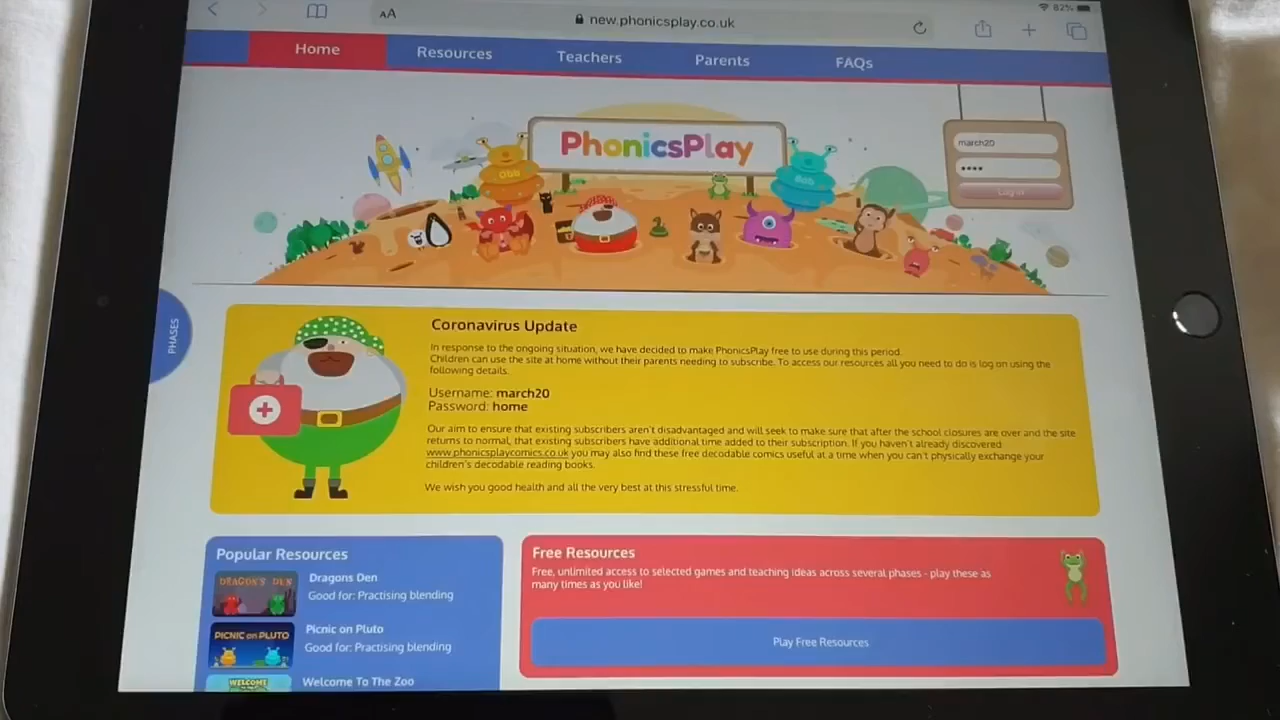 AA
new.phonicsplay.co.uk
82%
Home
Resources
Teachers
Parents
FAQs
PhonicsPlay
Obb
Bob
march20
••••
Log in
PHASES
Coronavirus Update
In response to the ongoing situation, we have decided to make PhonicsPlay free to use during this period.
Children can use the site at home without their parents needing to subscribe. To access our resources all you need to do is log on using the
following details.
Username: march20
Password: home
Our aim to ensure that existing subscribers aren't disadvantaged and will seek to make sure that after the school closures are over and the site
returns to normal, that existing subscribers have additional time added to their subscription. If you haven't already discovered
www.phonicsplaycomics.co.uk you may also find these free decodable comics useful at a time when you can't physically exchange your
children's decodable reading books.
We wish you good health and all the very best at this stressful time.
Popular Resources
DRAGON'S DEN
Dragons Den
Good for: Practising blending
PICNIC on PLUTO
Picnic on Pluto
Good for: Practising blending
WELCOME
Welcome To The Zoo
Free Resources
Free, unlimited access to selected games and teaching ideas across several phases - play these as
many times as you like!
Play Free Resources